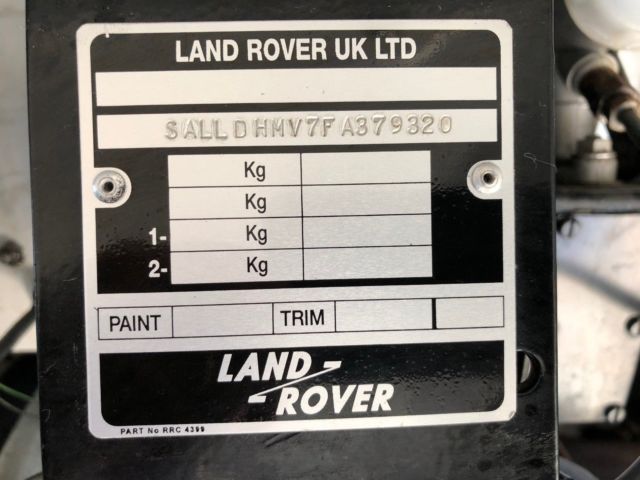 LAND ROVER UK LTD
SALLDHMV7FA379320
Kg
Kg
1- Kg
2- Kg
PAINT TRIM
LAND-
-ROVER
PART No RRC 4399